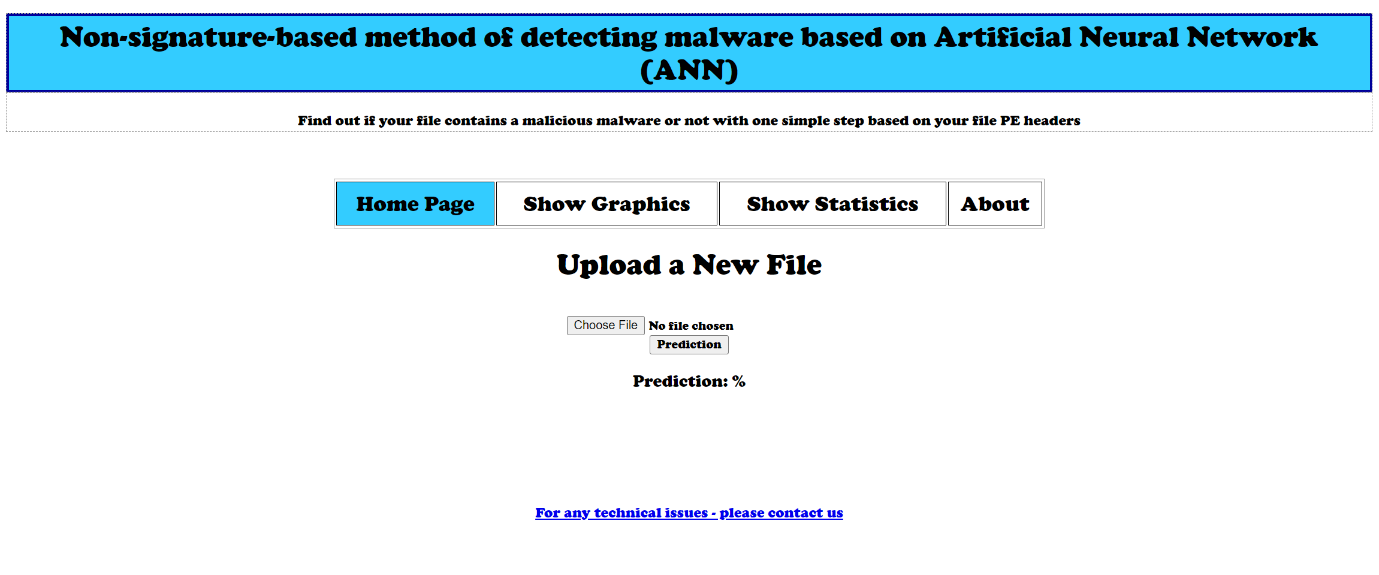 Non-signature-based method of detecting malware based on Artificial Neural Network
(ANN)
Find out if your file contains a malicious malware or not with one simple step based on your file PE headers
Home Page Show Graphics Show Statistics About
Upload a New File
Choose File No file chosen
Prediction
Prediction: %
For any technical issues - please contact us